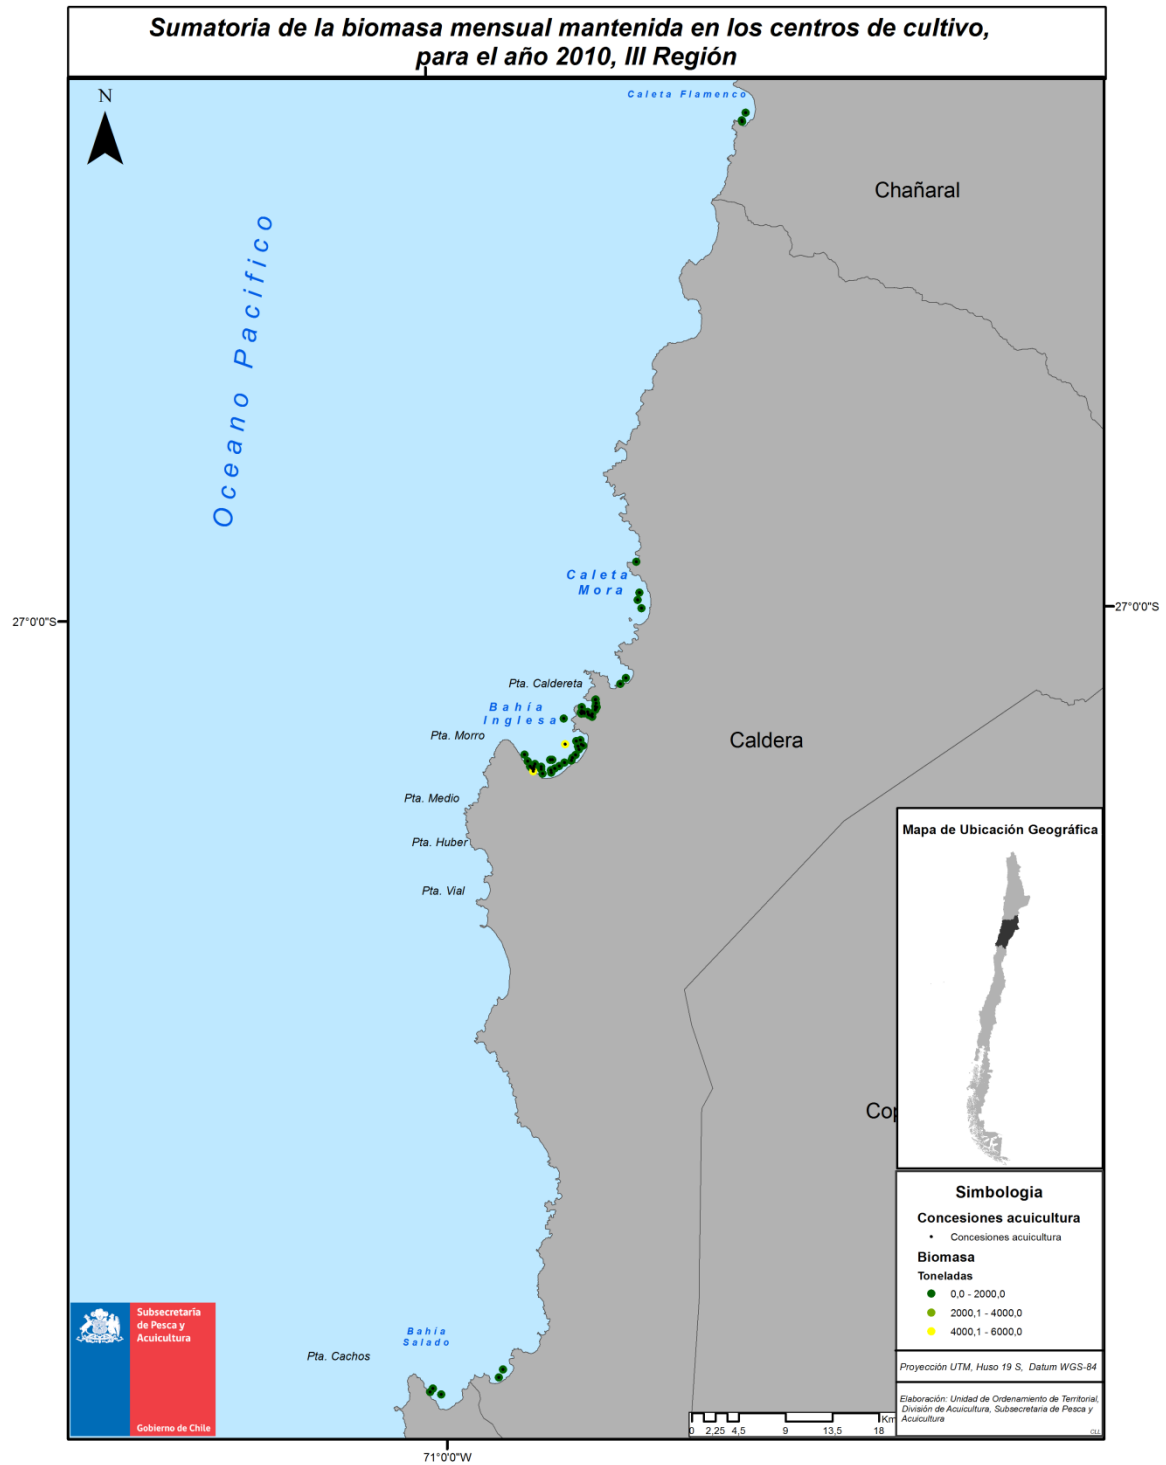 Sumatoria de la biomasa mensual mantenida en los centros de cultivo,
para el año 2010, III Región
N
Caleta Flamenco
Chañaral
Oceano Pacifico
Caleta
Mora
27°0'0"S
27°0'0"S
Pta. Caldereta
Bahía
Inglesa
Pta. Morro
Caldera
Pta. Medio
Pta. Huber
Pta. Vial
Mapa de Ubicación Geográfica
Cop
Simbologia
Concesiones acuicultura
Concesiones acuicultura
Biomasa
Toneladas
0,0 - 2000,0
2000,1 - 4000,0
4000,1 - 6000,0
Proyección UTM, Huso 19 S, Datum WGS-84
Elaboración: Unidad de Ordenamiento de Territorial,
División de Acuicultura, Subsecretaria de Pesca y
Acuicultura
Subsecretaría
de Pesca y
Acuicultura
Gobierno de Chile
Bahía
Salado
Pta. Cachos
Km
0 2,25 4,5 9 13,5 18
71°0'0"W